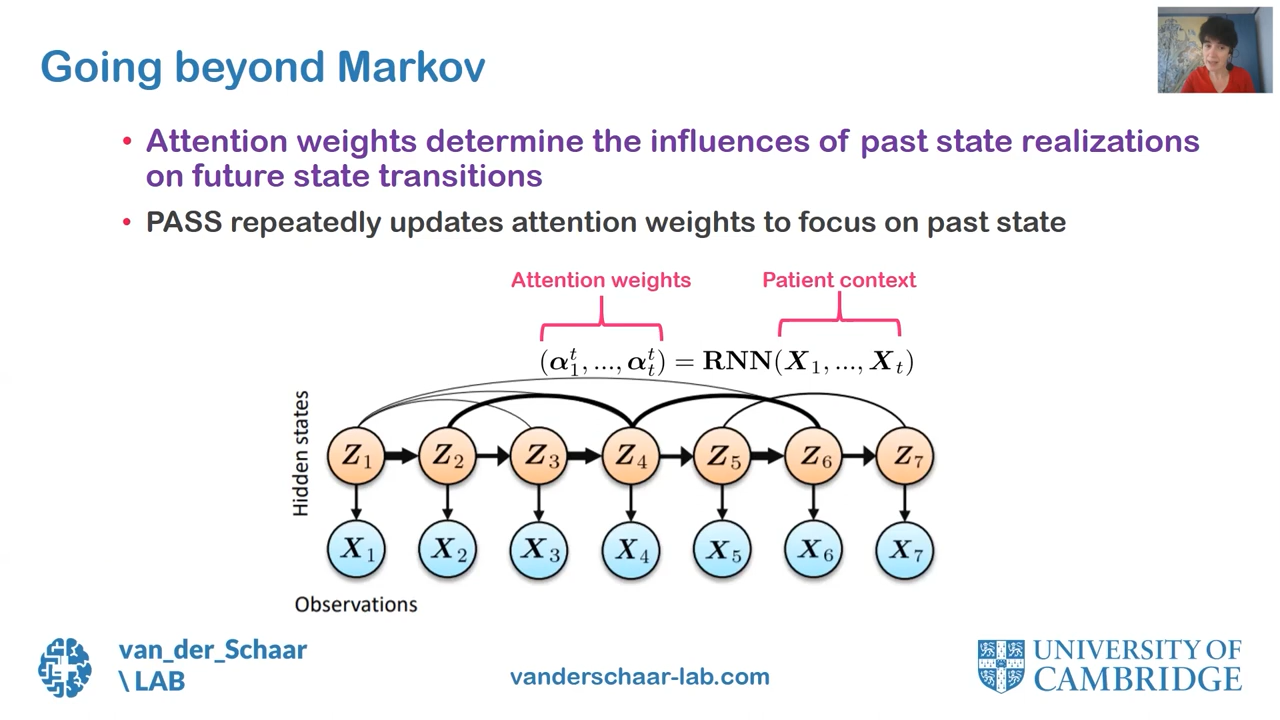 Going beyond Markov
• Attention weights determine the influences of past state realizations
on future state transitions
• PASS repeatedly updates attention weights to focus on past state
Attention weights Patient context
(α₁ᵗ, ..., αₜᵗ) = RNN(X₁, ..., Xₜ)
Hidden states
Z₁ Z₂ Z₃ Z₄ Z₅ Z₆ Z₇
X₁ X₂ X₃ X₄ X₅ X₆ X₇
Observations
van_der_Schaar
\ LAB
vanderschaar-lab.com
UNIVERSITY OF
CAMBRIDGE